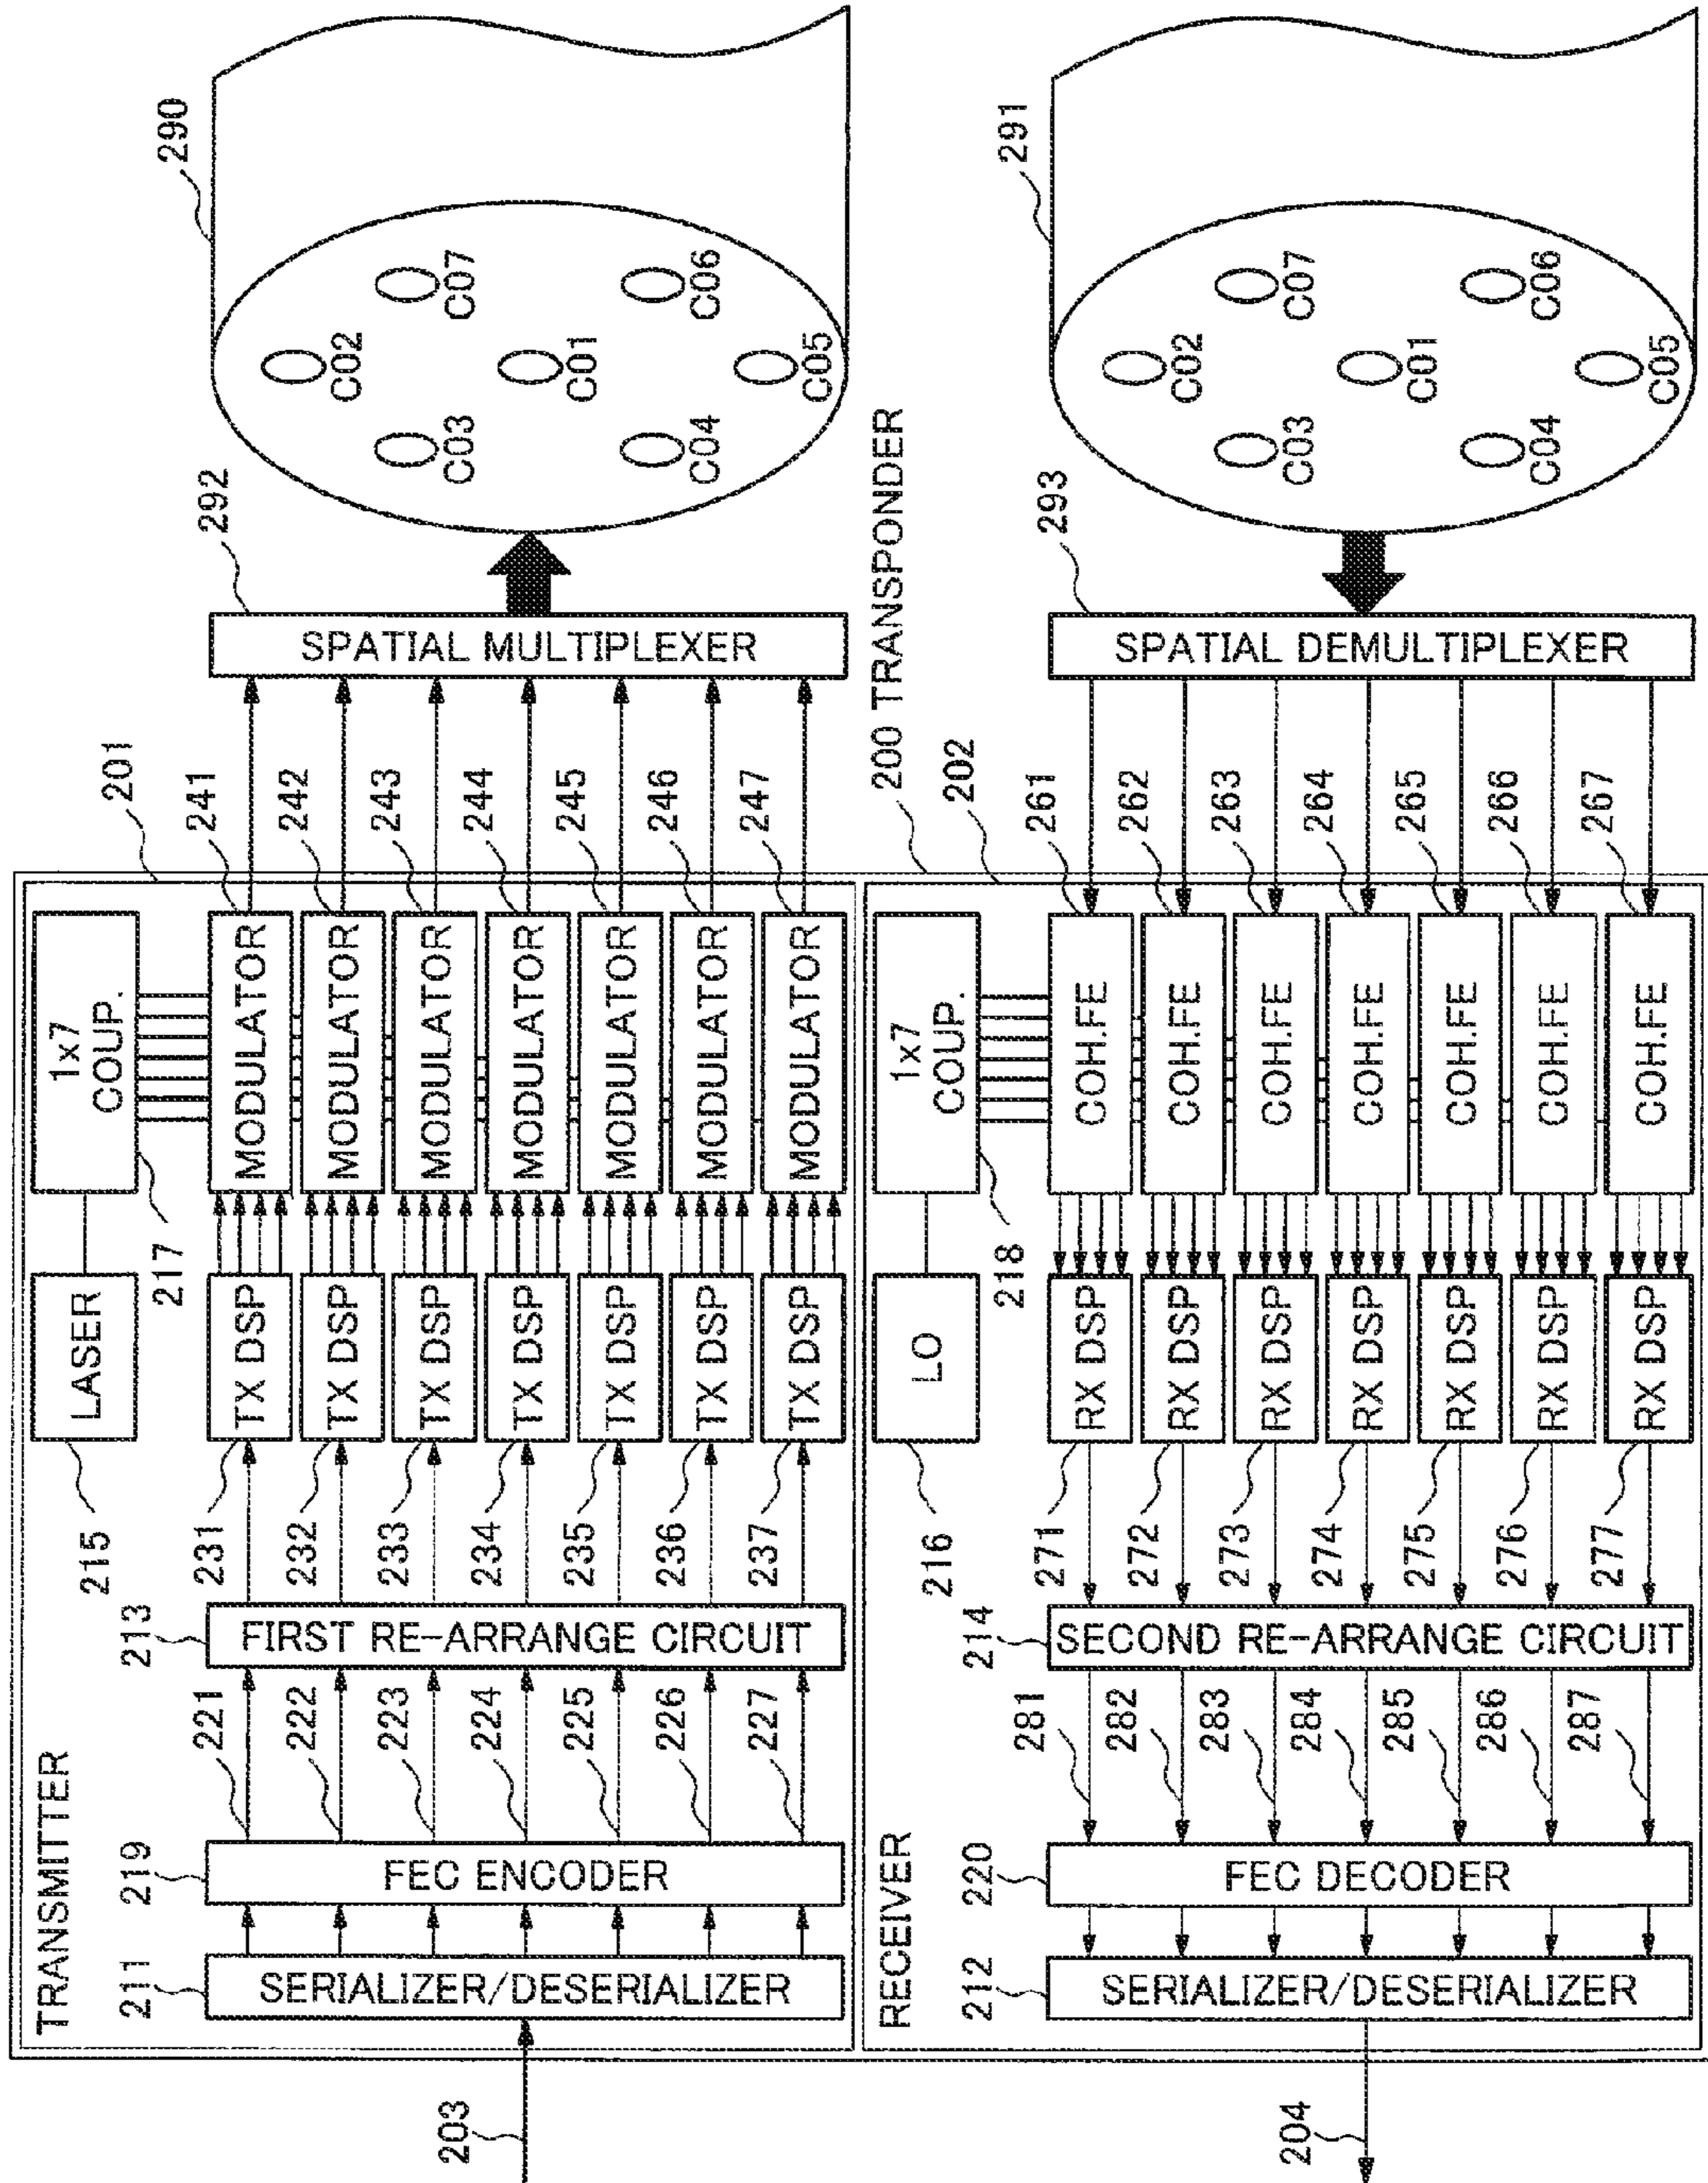 TRANSMITTER
203
211
SERIALIZER/DESERIALIZER
219
FEC ENCODER
221
222
223
224
225
226
227
213
FIRST RE-ARRANGE CIRCUIT
231
232
233
234
235
236
237
TX DSP
TX DSP
TX DSP
TX DSP
TX DSP
TX DSP
TX DSP
215
LASER
217
1x7
COUP.
MODULATOR
MODULATOR
MODULATOR
MODULATOR
MODULATOR
MODULATOR
MODULATOR
201
241
242
243
244
245
246
247
292
SPATIAL MULTIPLEXER
290
C03
C04
C02
C01
C05
C07
C06
200 TRANSPONDER
RECEIVER
204
212
SERIALIZER/DESERIALIZER
220
FEC DECODER
281
282
283
284
285
286
287
214
SECOND RE-ARRANGE CIRCUIT
271
272
273
274
275
276
277
RX DSP
RX DSP
RX DSP
RX DSP
RX DSP
RX DSP
RX DSP
216
LO
218
1x7
COUP.
COH.FE
COH.FE
COH.FE
COH.FE
COH.FE
COH.FE
COH.FE
202
261
262
263
264
265
266
267
293
SPATIAL DEMULTIPLEXER
291
C03
C04
C02
C01
C05
C07
C06